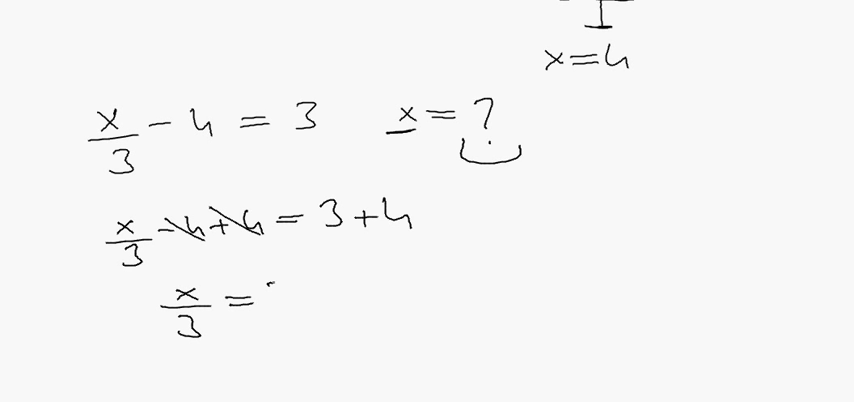 x = 4
x/3 - 4 = 3 x = ?
x/3 - 4 + 4 = 3 + 4
x/3 =